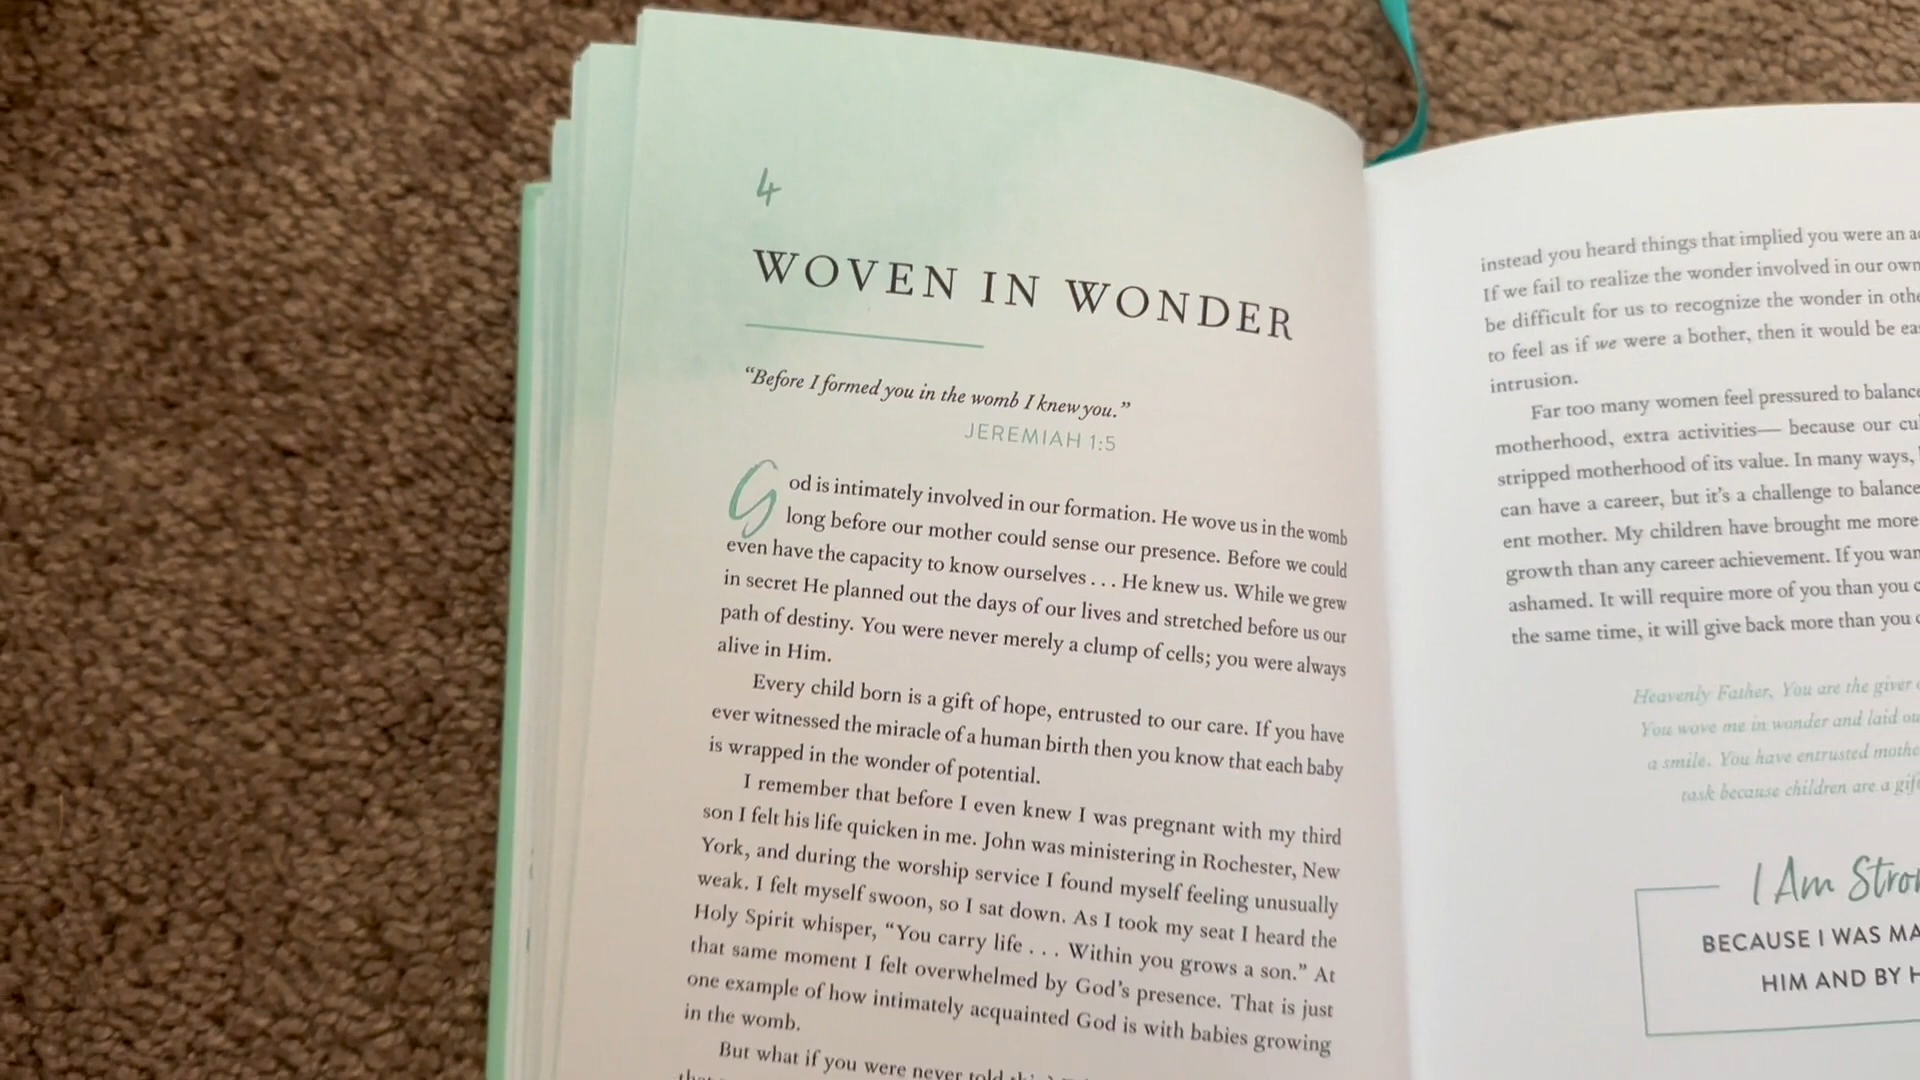 4
WOVEN IN WONDER
“Before I formed you in the womb I knew you.”
JEREMIAH 1:5
God is intimately involved in our formation. He wove us in the womb
long before our mother could sense our presence. Before we could
even have the capacity to know ourselves . . . He knew us. While we grew
in secret He planned out the days of our lives and stretched before us our
path of destiny. You were never merely a clump of cells; you were always
alive in Him.
Every child born is a gift of hope, entrusted to our care. If you have
ever witnessed the miracle of a human birth then you know that each baby
is wrapped in the wonder of potential.
I remember that before I even knew I was pregnant with my third
son I felt his life quicken in me. John was ministering in Rochester, New
York, and during the worship service I found myself feeling unusually
weak. I felt myself swoon, so I sat down. As I took my seat I heard the
Holy Spirit whisper, “You carry life . . . Within you grows a son.” At
that same moment I felt overwhelmed by God’s presence. That is just
one example of how intimately acquainted God is with babies growing
in the womb.
But what if you were never told
instead you heard things that implied you were an
If we fail to realize the wonder involved in our own
be difficult for us to recognize the wonder in
to feel as if we were a bother, then it would be
intrusion.
Far too many women feel pressured to balance
motherhood, extra activities— because our
stripped motherhood of its value. In many ways,
can have a career, but it’s a challenge to balance
ent mother. My children have brought me more
growth than any career achievement. If you
ashamed. It will require more of you than you
the same time, it will give back more than you
Heavenly Father, You are the giver
You wove me in wonder and laid
a smile. You have entrusted
task because children are a
I Am
BECAUSE I WAS
HIM AND BY